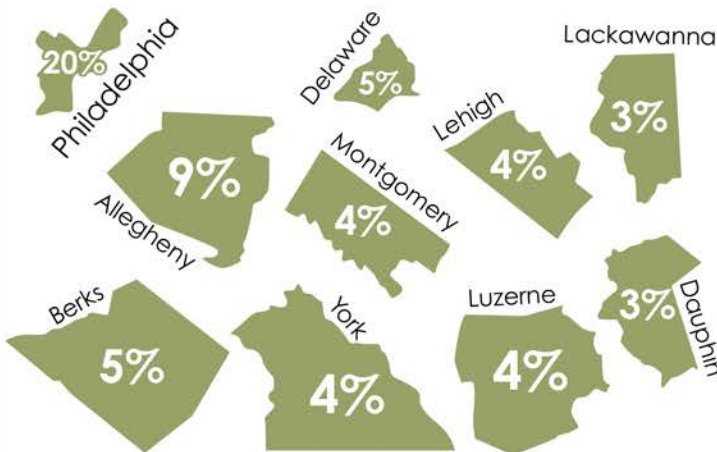 20%
Philadelphia
Delaware
5%
Lackawanna
3%
Lehigh
4%
9%
Allegheny
Montgomery
4%
Berks
5%
York
4%
Luzerne
4%
3%
Dauphin